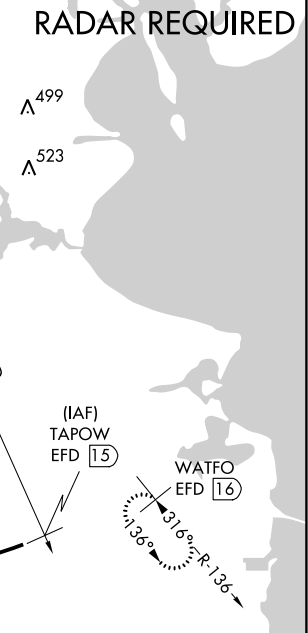 RADAR REQUIRED
499
523
(IAF)
TAPOW
EFD 15
WATFO
EFD 16
316°
136°
R-136